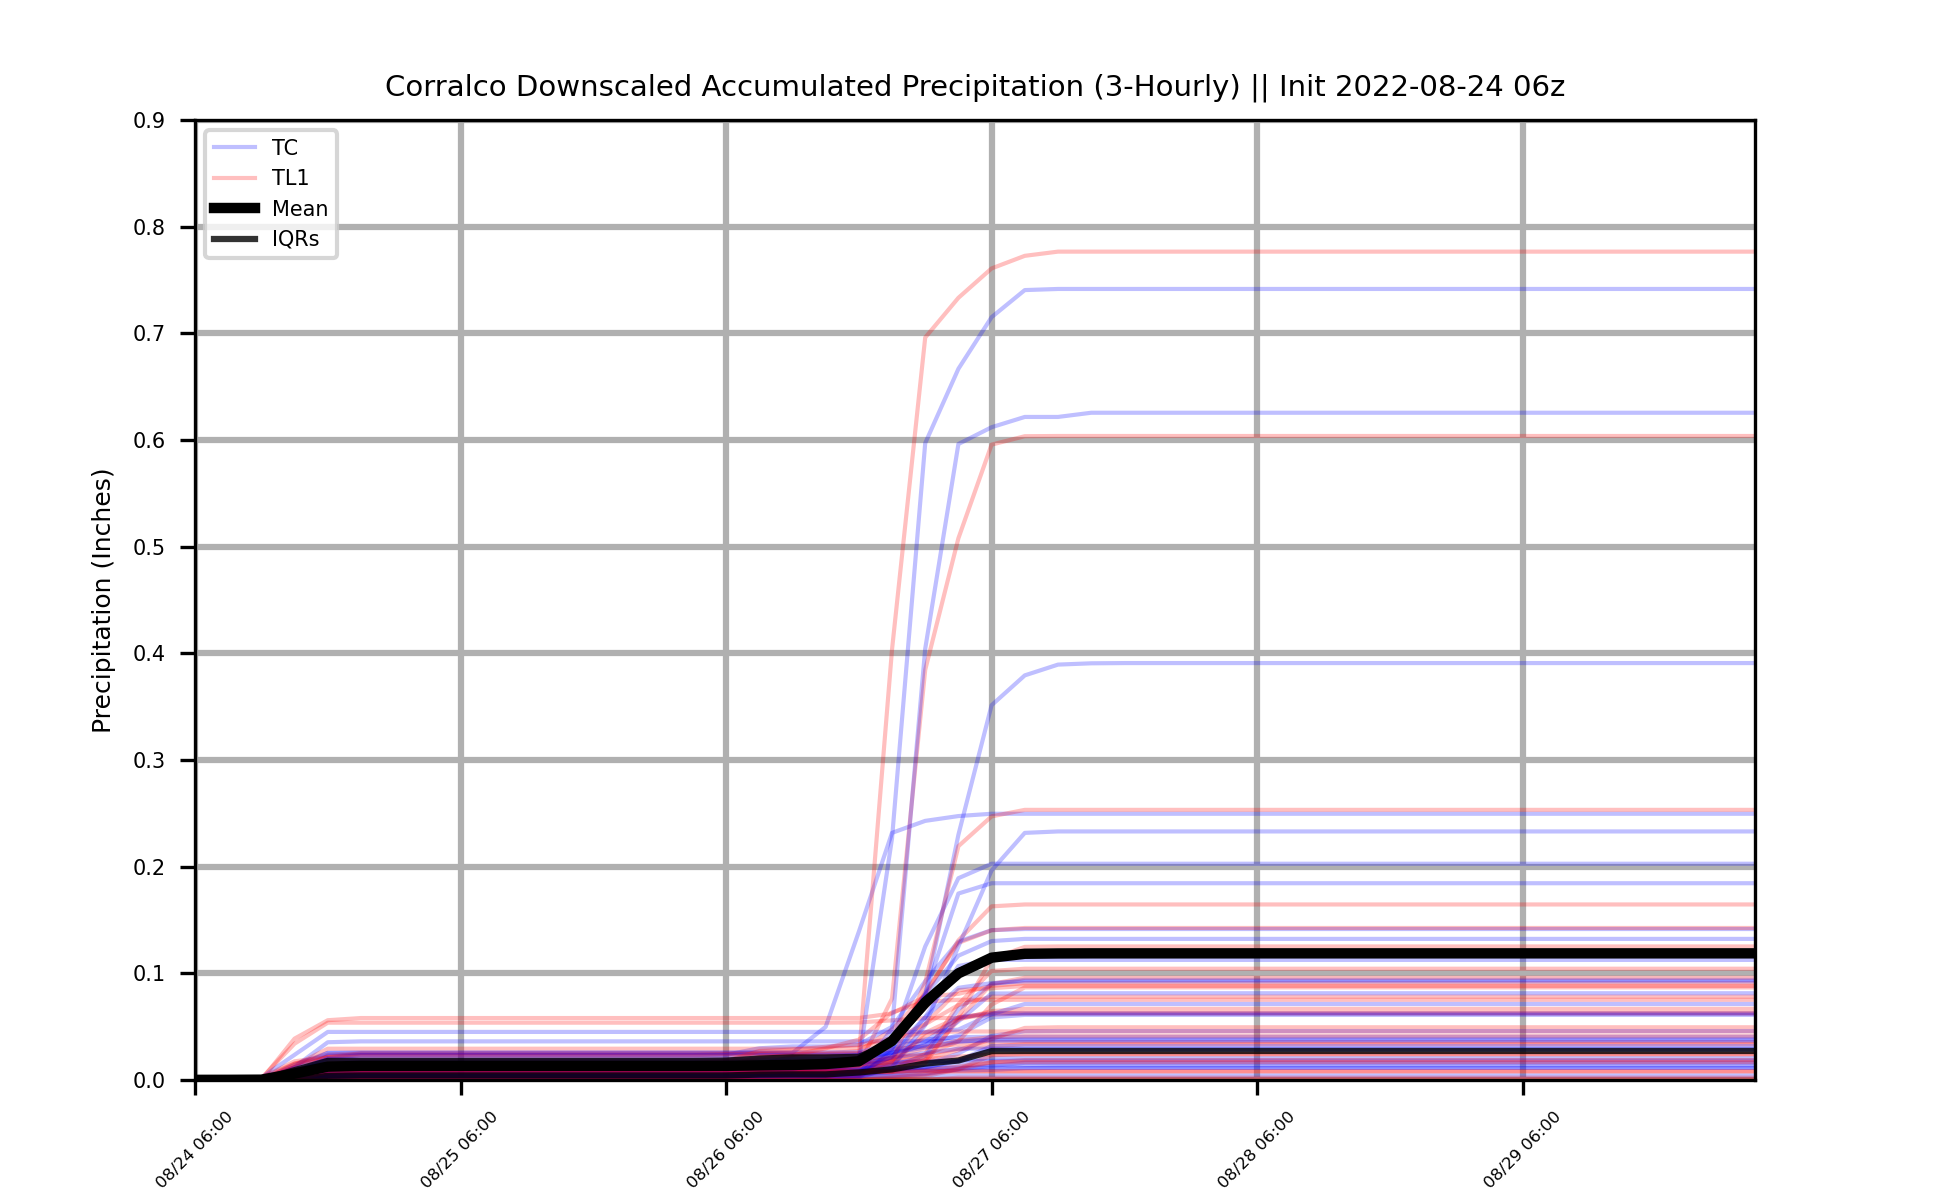 Corralco Downscaled Accumulated Precipitation (3-Hourly) || Init 2022-08-24 06z
TC
TL1
Mean
IQRs
Precipitation (Inches)
0.9
0.8
0.7
0.6
0.5
0.4
0.3
0.2
0.1
0.0
08/24 06:00
08/25 06:00
08/26 06:00
08/27 06:00
08/28 06:00
08/29 06:00